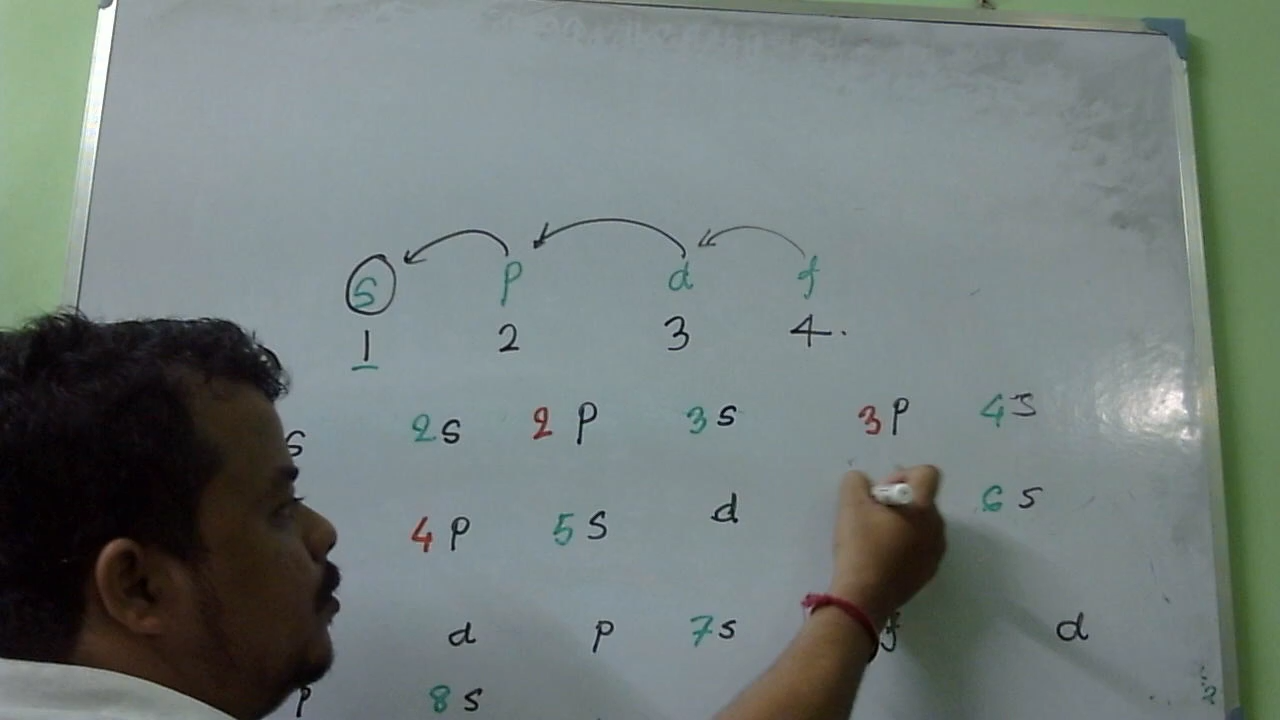 s p d f
1 2 3 4.
s 2s 2p 3s 3p 4s
4p 5s d 6s
d p 7s f d
p 8s